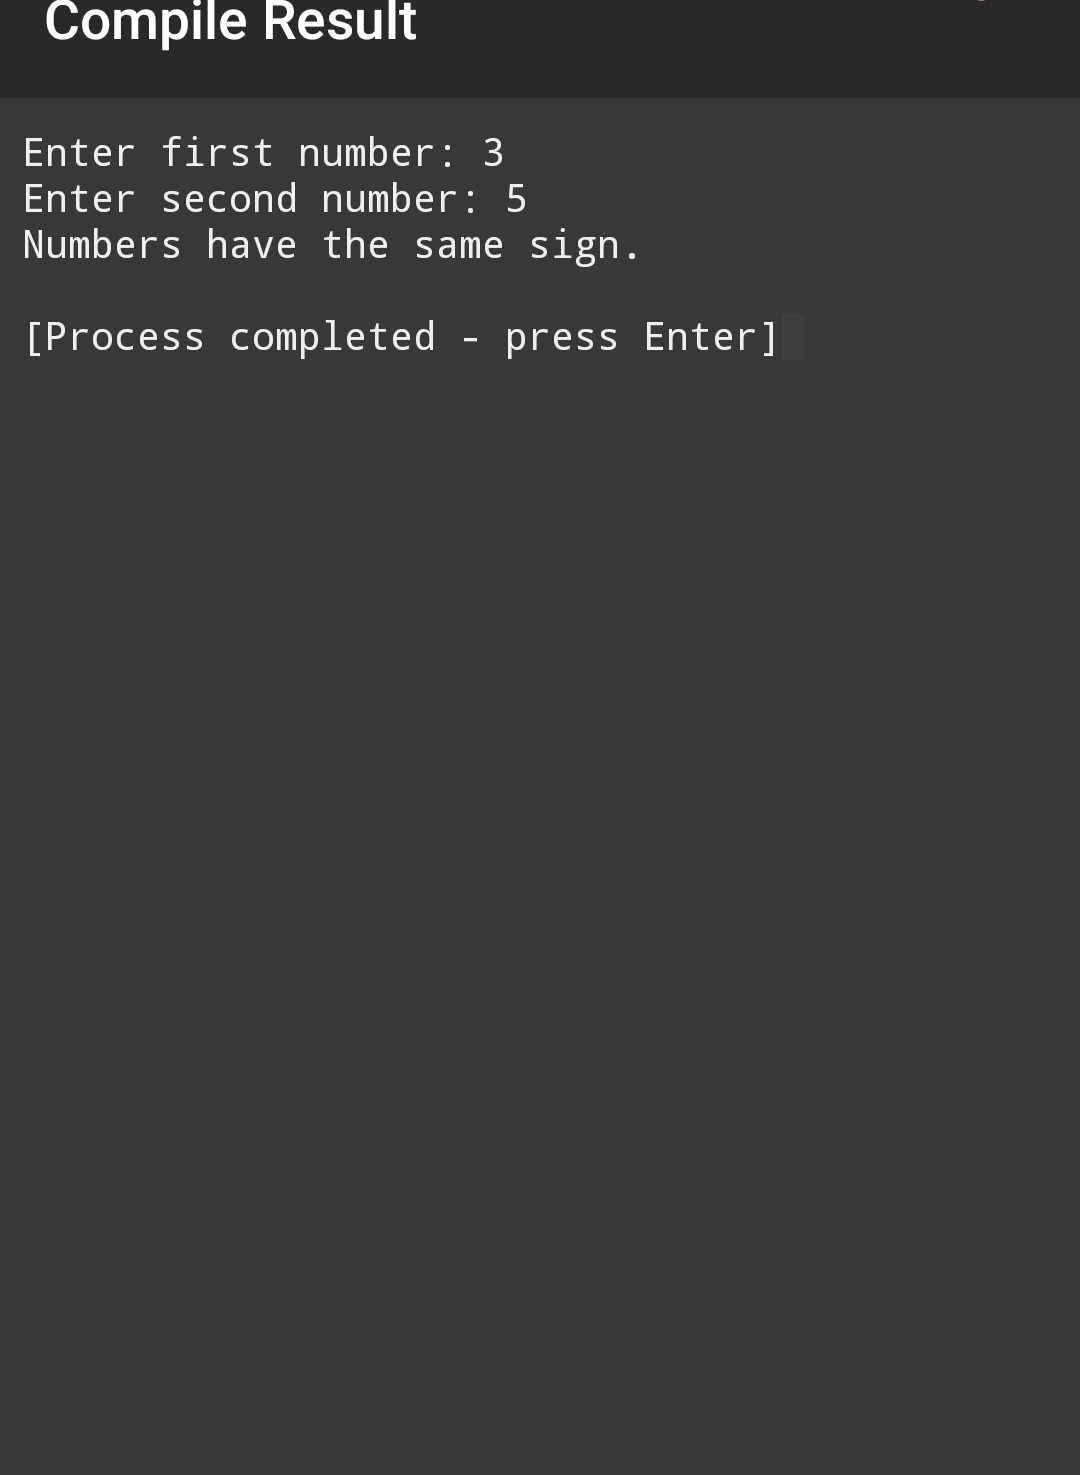 Compile Result
Enter first number: 3
Enter second number: 5
Numbers have the same sign.
[Process completed - press Enter]